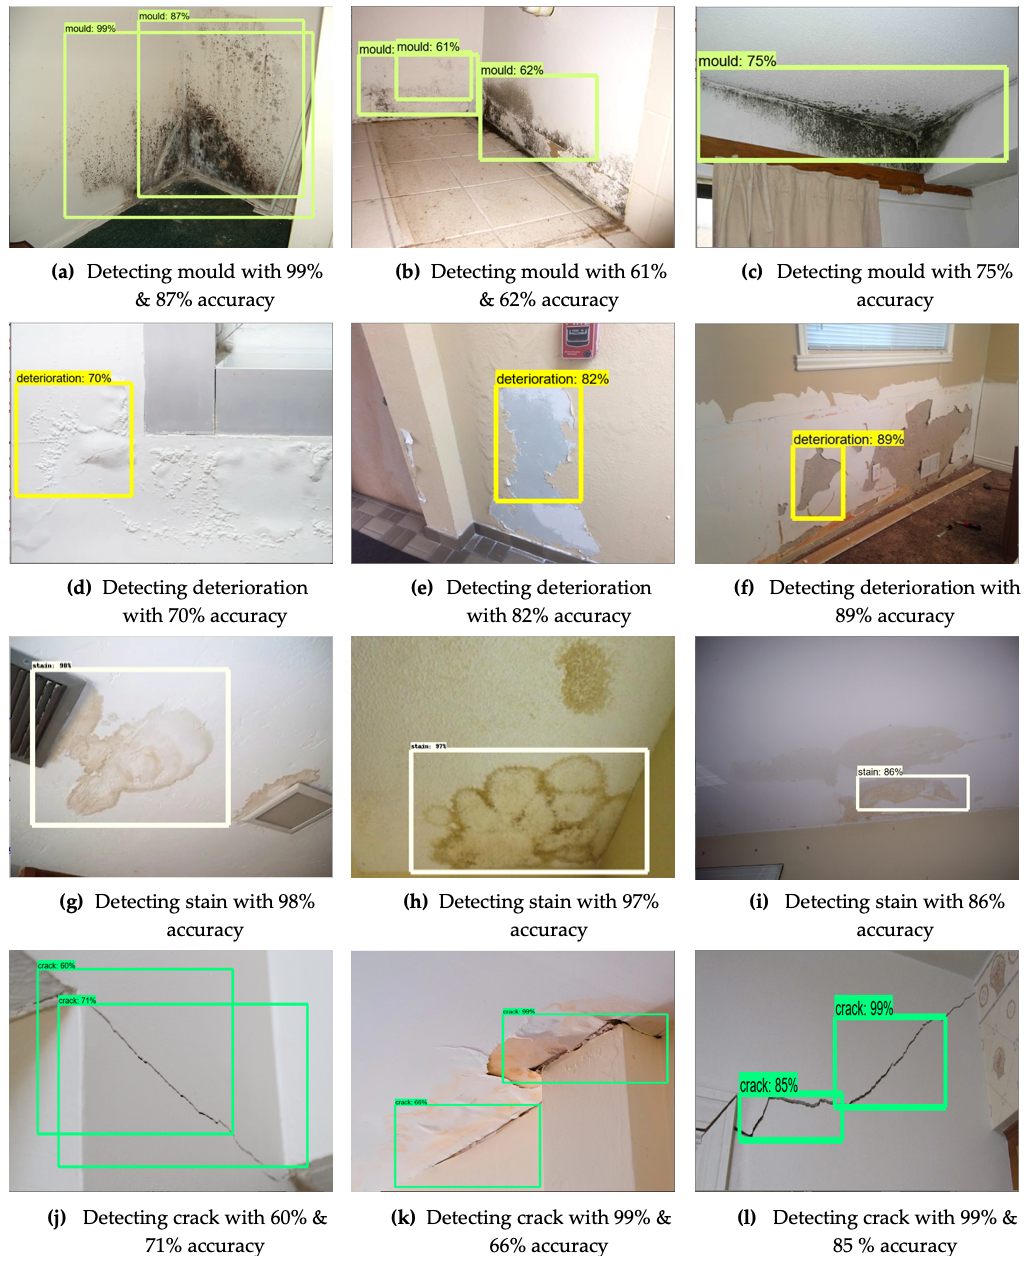 mould: 87%
mould: 99%
mould: mould: 61%
mould: 62%
mould: 75%
(a) Detecting mould with 99%
& 87% accuracy
(b) Detecting mould with 61%
& 62% accuracy
(c) Detecting mould with 75%
accuracy
deterioration: 70%
deterioration: 82%
deterioration: 89%
(d) Detecting deterioration
with 70% accuracy
(e) Detecting deterioration
with 82% accuracy
(f) Detecting deterioration with
89% accuracy
stain: 98%
stain: 97%
stain: 86%
(g) Detecting stain with 98%
accuracy
(h) Detecting stain with 97%
accuracy
(i) Detecting stain with 86%
accuracy
crack: 60%
crack: 71%
crack: 99%
crack: 66%
crack: 99%
crack: 85%
(j) Detecting crack with 60% &
71% accuracy
(k) Detecting crack with 99% &
66% accuracy
(l) Detecting crack with 99% &
85 % accuracy